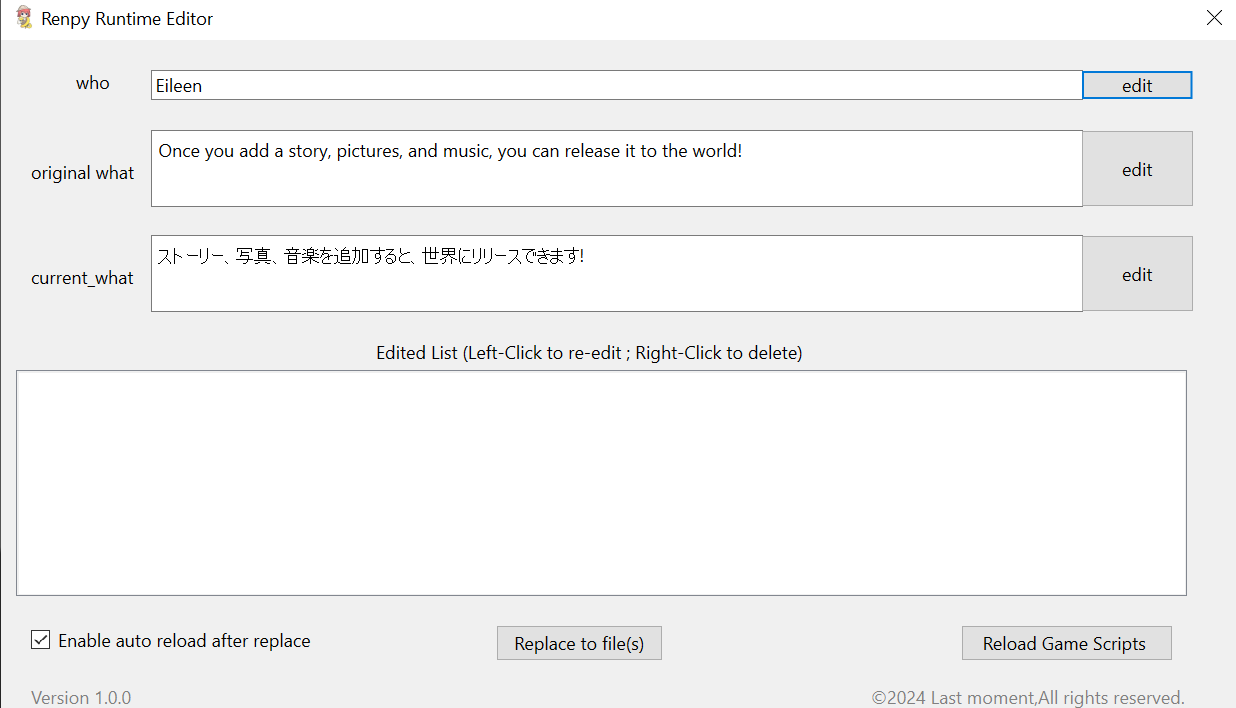 Renpy Runtime Editor
who
Eileen
edit
original what
Once you add a story, pictures, and music, you can release it to the world!
edit
current_what
ストーリー、写真、音楽を追加すると、世界にリリースできます!
edit
Edited List (Left-Click to re-edit ; Right-Click to delete)
Enable auto reload after replace
Replace to file(s)
Reload Game Scripts
Version 1.0.0
©2024 Last moment,All rights reserved.